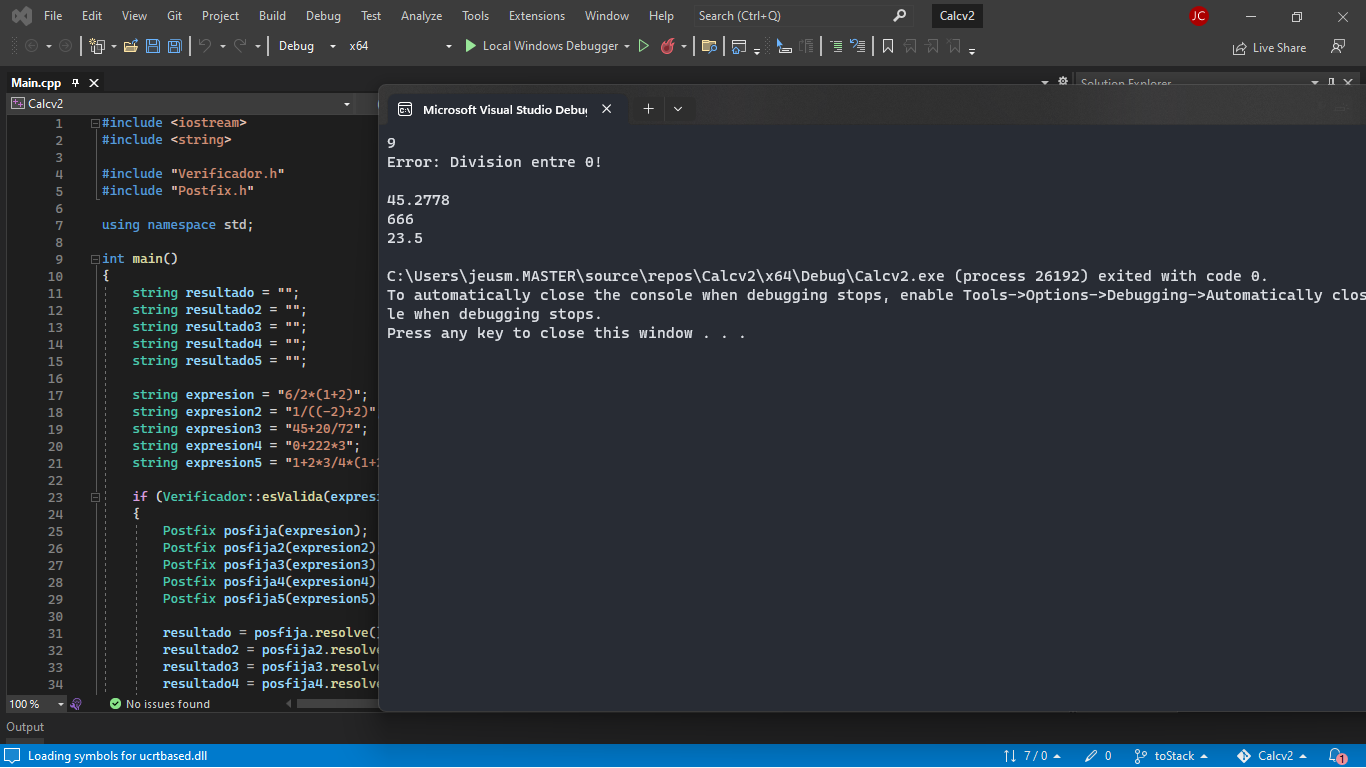 File Edit View Git Project Build Debug Test Analyze Tools Extensions Window Help Search (Ctrl+Q) Calcv2 JC
Debug x64 Local Windows Debugger Live Share
Main.cpp Solution Explorer
Calcv2
Microsoft Visual Studio Debug
1 #include <iostream>
2 #include <string>
3
4 #include "Verificador.h"
5 #include "Postfix.h"
6
7 using namespace std;
8
9 int main()
10 {
11 string resultado = "";
12 string resultado2 = "";
13 string resultado3 = "";
14 string resultado4 = "";
15 string resultado5 = "";
16
17 string expresion = "6/2*(1+2)";
18 string expresion2 = "1/((-2)+2)"
19 string expresion3 = "45+20/72";
20 string expresion4 = "0+222*3";
21 string expresion5 = "1+2*3/4*(1+
22
23 if (Verificador::esValida(expresi
24 {
25 Postfix posfija(expresion);
26 Postfix posfija2(expresion2)
27 Postfix posfija3(expresion3)
28 Postfix posfija4(expresion4)
29 Postfix posfija5(expresion5)
30
31 resultado = posfija.resolve()
32 resultado2 = posfija2.resolve
33 resultado3 = posfija3.resolve
34 resultado4 = posfija4.resolve
9
Error: Division entre 0!
45.2778
666
23.5
C:\Users\jeusm.MASTER\source\repos\Calcv2\x64\Debug\Calcv2.exe (process 26192) exited with code 0.
To automatically close the console when debugging stops, enable Tools->Options->Debugging->Automatically clos
le when debugging stops.
Press any key to close this window . . .
100 % No issues found
Output
Loading symbols for ucrtbased.dll 7 / 0 0 toStack Calcv2 1